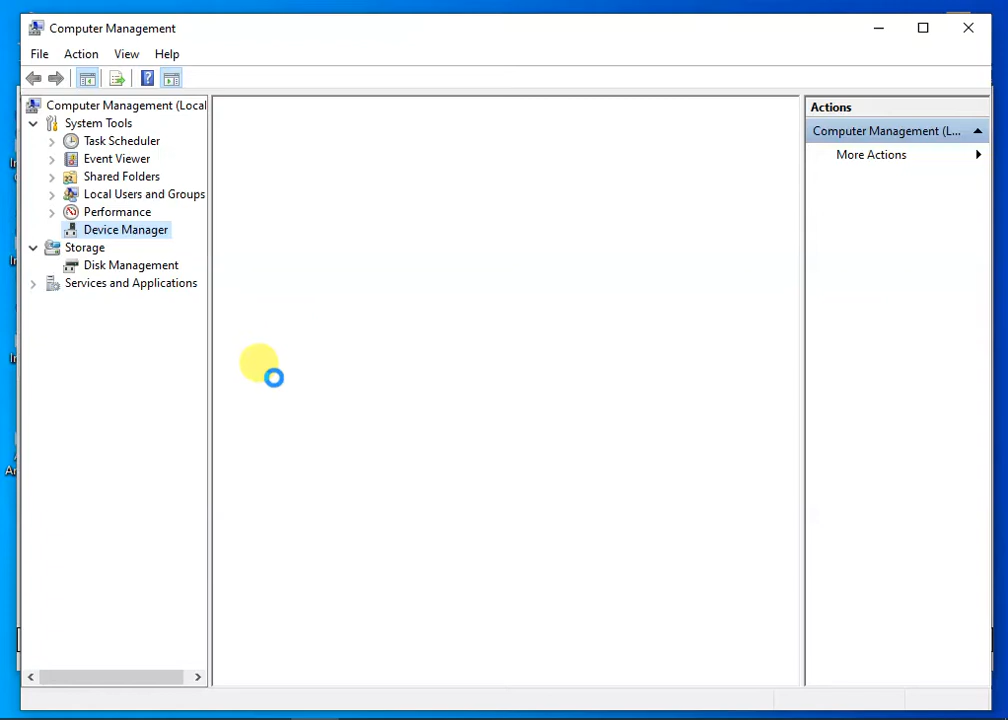 Computer Management
File Action View Help
Computer Management (Local
System Tools
Task Scheduler
Event Viewer
Shared Folders
Local Users and Groups
Performance
Device Manager
Storage
Disk Management
Services and Applications
Actions
Computer Management (L...
More Actions